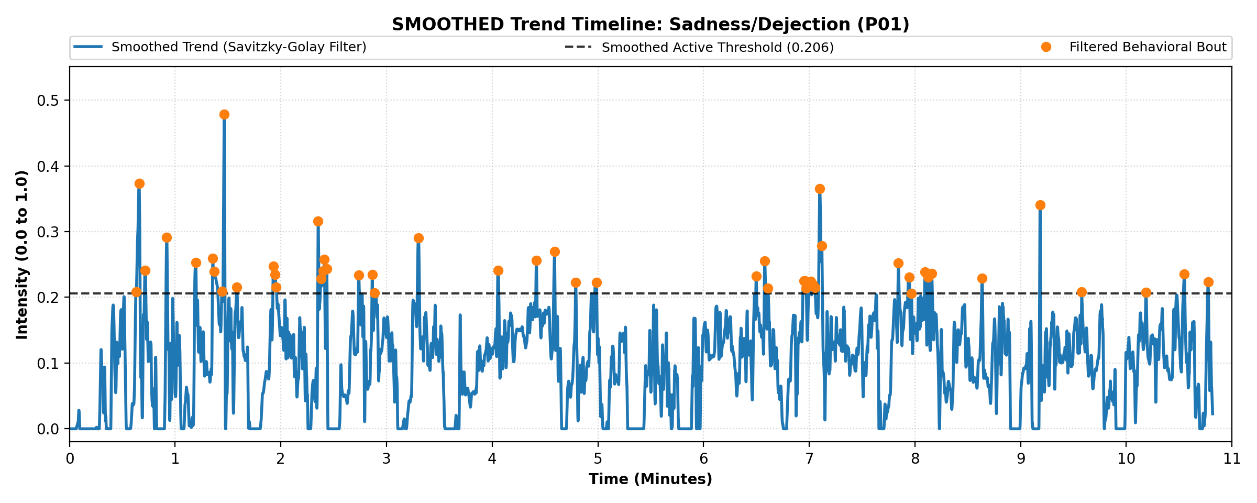 SMOOTHED Trend Timeline: Sadness/Dejection (P01)
Smoothed Trend (Savitzky-Golay Filter) Smoothed Active Threshold (0.206) Filtered Behavioral Bout
Intensity (0.0 to 1.0)
0.5
0.4
0.3
0.2
0.1
0.0
0 1 2 3 4 5 6 7 8 9 10 11
Time (Minutes)